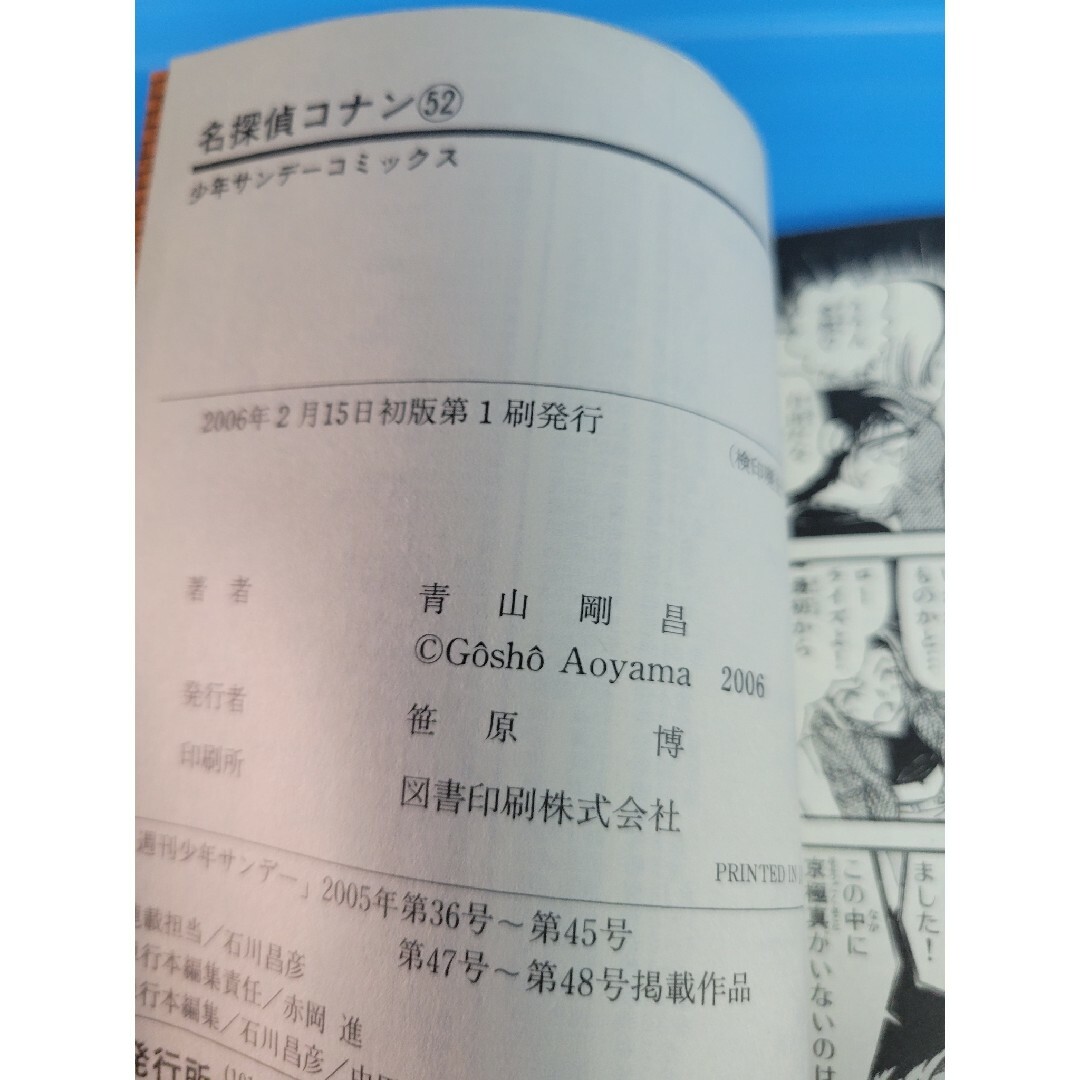 名探偵コナン㊾
少年サンデーコミックス
2006年2月15日初版第1刷発行
(検印
著者 青山剛昌
©Gôshô Aoyama 2006
発行者 笹原 博
印刷所 図書印刷株式会社
PRINTED IN
週刊少年サンデー」2005年第36号～第45号
第47号～第48号掲載作品
連載担当/石川昌彦
単行本編集責任/赤岡 進
単行本編集/石川昌彦/
発行所
ました！
この中に
京極真がいないのは